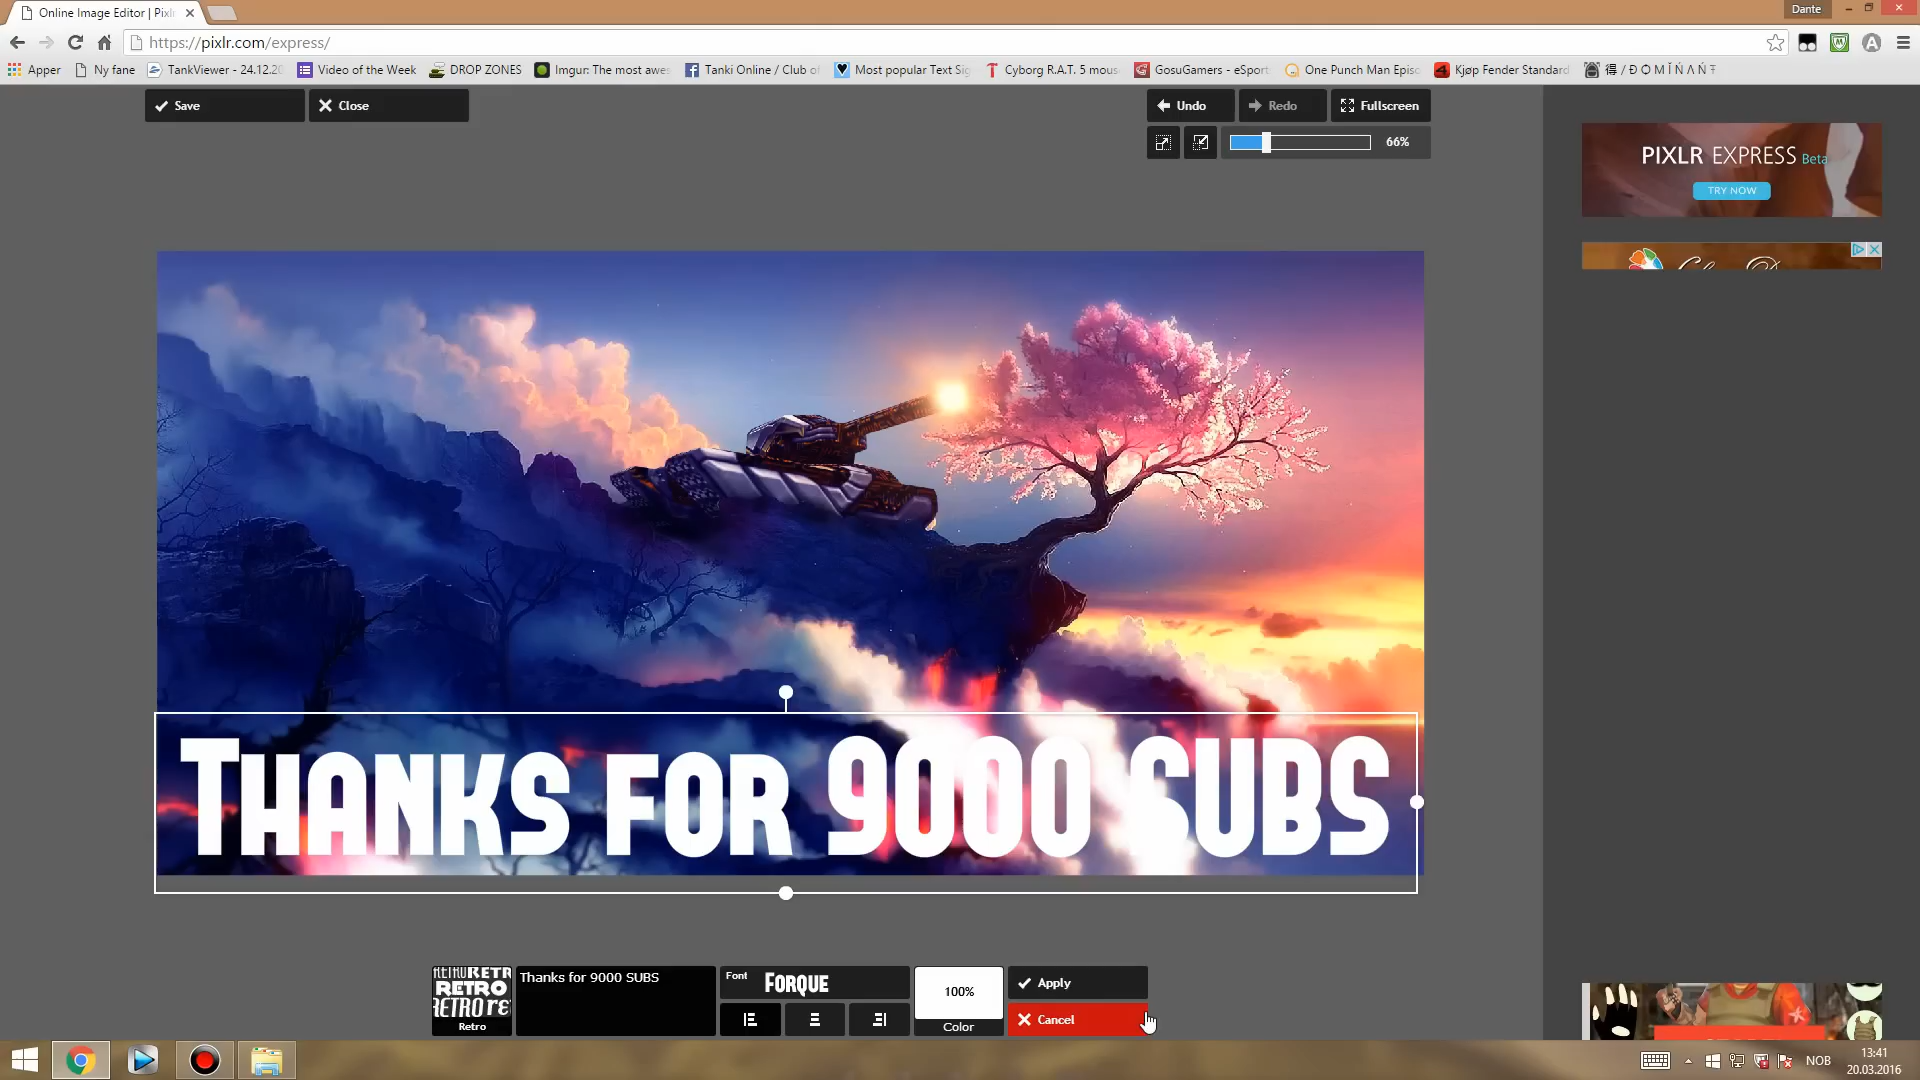 Online Image Editor | Pixlr
Dante
https://pixlr.com/express/
Apper
Ny fane
TankViewer - 24.12.20
Video of the Week
DROP ZONES
Imgur: The most awes
Tanki Online / Club of
Most popular Text Sig
Cyborg R.A.T. 5 mous
GosuGamers - eSport
One Punch Man Episo
Kjøp Fender Standard
Save
Close
Undo
Redo
Fullscreen
66%
PIXLR EXPRESS Beta
TRY NOW
THANKS FOR 9000 SUBS
RETRO
Retro
Thanks for 9000 SUBS
Font
FORQUE
100%
Color
Apply
Cancel
NOB
13:41
20.03.2016